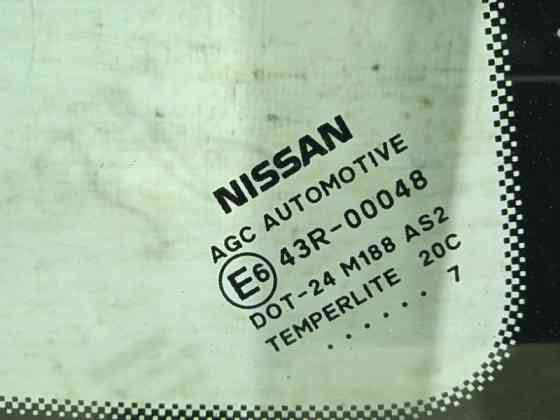 NISSAN
AGC AUTOMOTIVE
E6 43R-00048
DOT-24 M188 AS2
TEMPERLITE 20C
. . . . . . 7